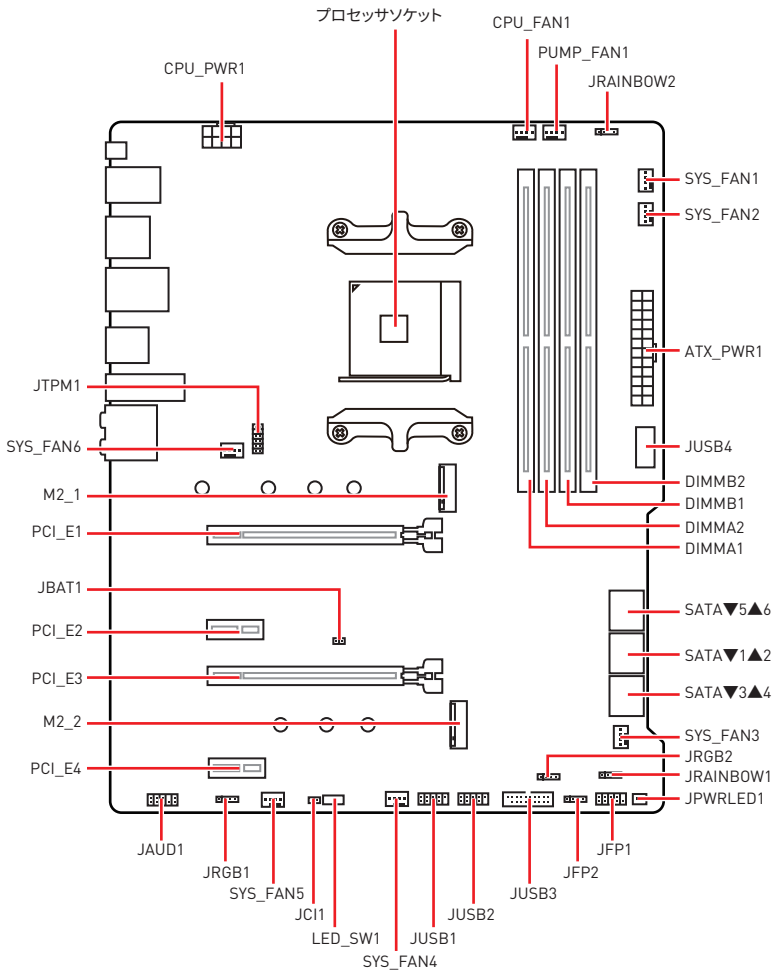 プロセッサソケット
CPU_FAN1
PUMP_FAN1
CPU_PWR1
JRAINBOW2
SYS_FAN1
SYS_FAN2
ATX_PWR1
JTPM1
SYS_FAN6
JUSB4
M2_1
DIMMB2
DIMMB1
PCI_E1
DIMMA2
DIMMA1
JBAT1
SATA▼5▲6
PCI_E2
SATA▼1▲2
PCI_E3
SATA▼3▲4
M2_2
SYS_FAN3
JRGB2
PCI_E4
JRAINBOW1
JPWRLED1
JAUD1
JRGB1
SYS_FAN5
JCI1
LED_SW1
SYS_FAN4
JUSB1
JUSB2
JUSB3
JFP2
JFP1